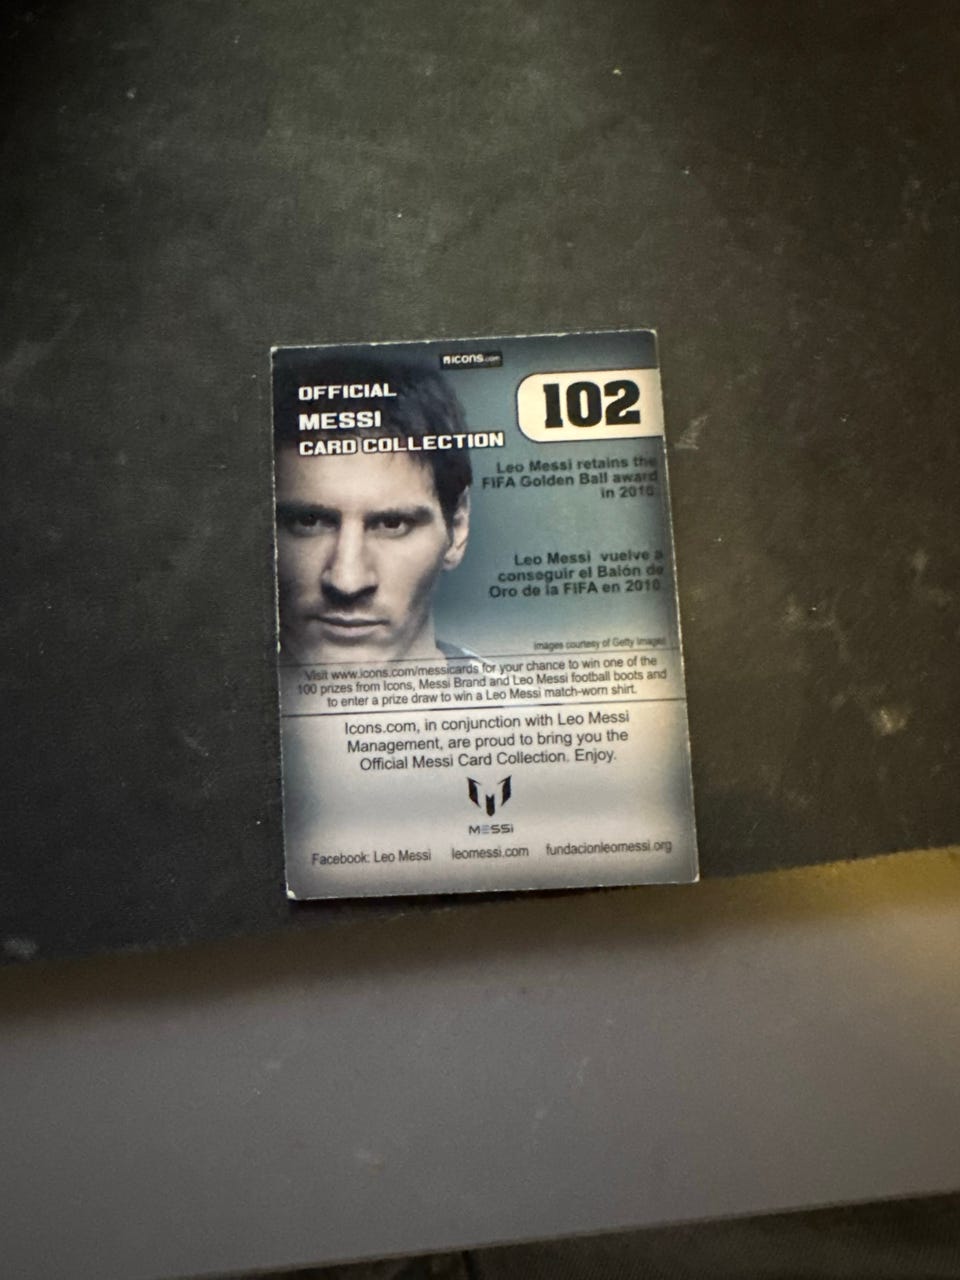 icons.com
OFFICIAL
MESSI
CARD COLLECTION
102
Leo Messi retains the
FIFA Golden Ball award
in 2010.
Leo Messi vuelve a
conseguir el Balón de
Oro de la FIFA en 2010.
images courtesy of Getty Images
Visit www.icons.com/messicards for your chance to win one of the
100 prizes from Icons, Messi Brand and Leo Messi football boots and
to enter a prize draw to win a Leo Messi match-worn shirt.
Icons.com, in conjunction with Leo Messi
Management, are proud to bring you the
Official Messi Card Collection. Enjoy.
MESSI
Facebook: Leo Messi leomessi.com fundacionleomessi.org